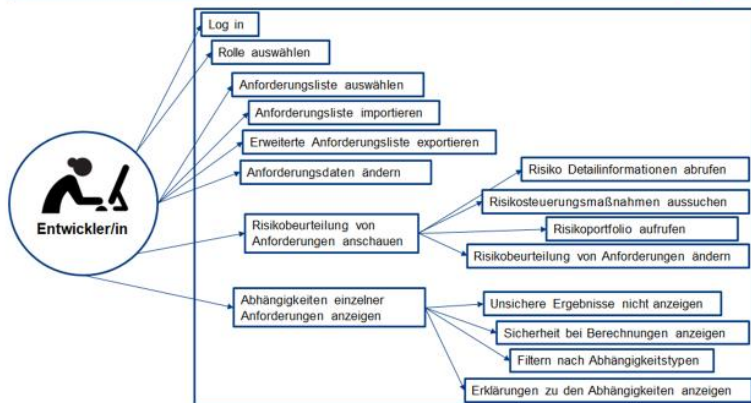 Log in
Rolle auswählen
Anforderungsliste auswählen
Anforderungsliste importieren
Erweiterte Anforderungsliste exportieren
Anforderungsdaten ändern
Entwickler/in
Risikobeurteilung von
Anforderungen anschauen
Risiko Detailinformationen abrufen
Risikosteuerungsmaßnahmen aussuchen
Risikoportfolio aufrufen
Risikobeurteilung von Anforderungen ändern
Abhängigkeiten einzelner
Anforderungen anzeigen
Unsichere Ergebnisse nicht anzeigen
Sicherheit bei Berechnungen anzeigen
Filtern nach Abhängigkeitstypen
Erklärungen zu den Abhängigkeiten anzeigen